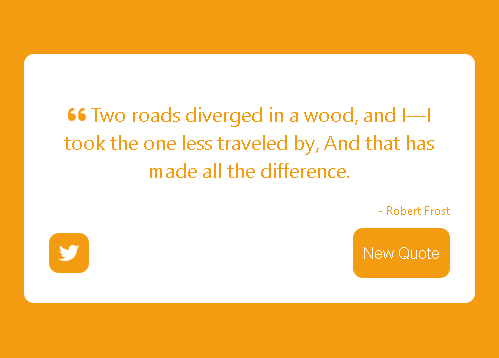 “ Two roads diverged in a wood, and I—I
took the one less traveled by, And that has
made all the difference.
- Robert Frost
New Quote